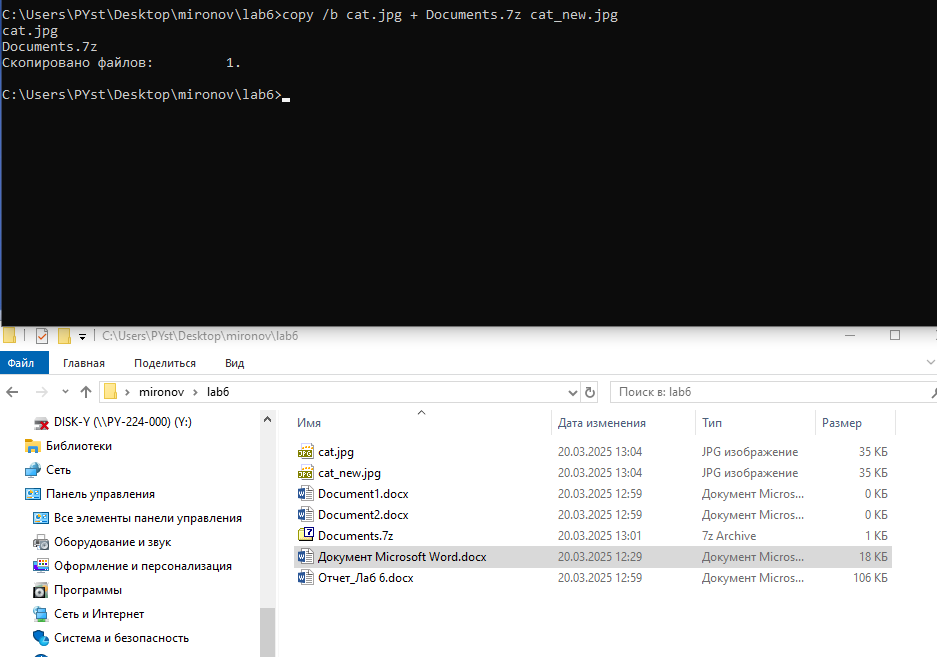 C:\Users\PYst\Desktop\mironov\lab6>copy /b cat.jpg + Documents.7z cat_new.jpg
cat.jpg
Documents.7z
Скопировано файлов:         1.
C:\Users\PYst\Desktop\mironov\lab6>
C:\Users\PYst\Desktop\mironov\lab6
Файл Главная Поделиться Вид
mironov lab6 Поиск в: lab6
DISK-Y (\\PY-224-000) (Y:)
Библиотеки
Сеть
Панель управления
Все элементы панели управления
Оборудование и звук
Оформление и персонализация
Программы
Сеть и Интернет
Система и безопасность
Имя Дата изменения Тип Размер
cat.jpg 20.03.2025 13:04 JPG изображение 35 КБ
cat_new.jpg 20.03.2025 13:04 JPG изображение 35 КБ
Document1.docx 20.03.2025 12:59 Документ Micros... 0 КБ
Document2.docx 20.03.2025 12:59 Документ Micros... 0 КБ
Documents.7z 20.03.2025 13:01 7z Archive 1 КБ
Документ Microsoft Word.docx 20.03.2025 12:29 Документ Micros... 18 КБ
Отчет_Лаб 6.docx 20.03.2025 12:59 Документ Micros... 106 КБ